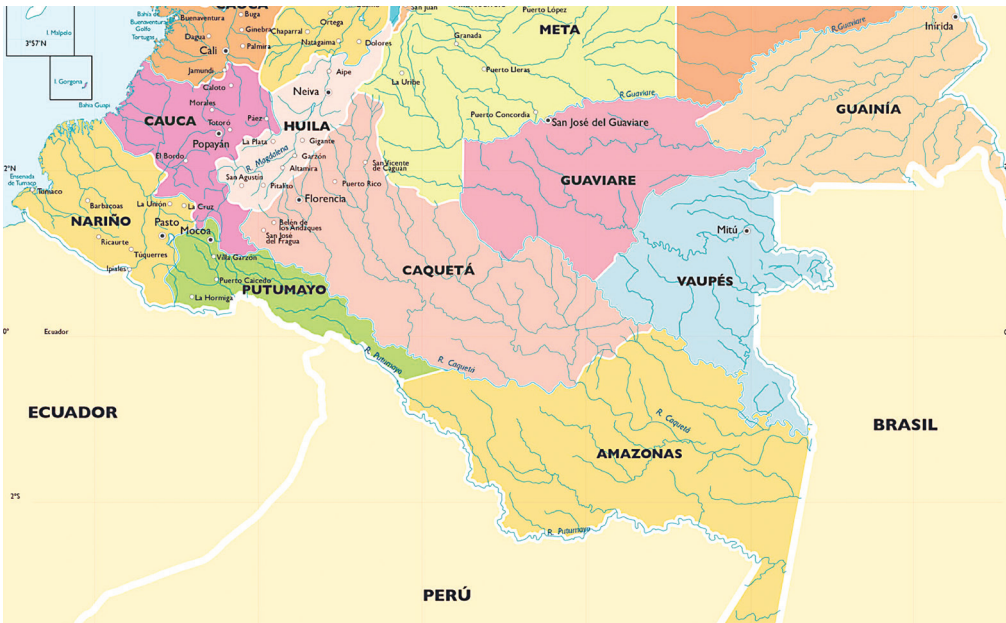 CAUCA
San Juan
Puerto López
I. Malpelo
3°57'N
I. Gorgona
Bahía de
Buenaventura
Golfo
Tortugas
Buenaventura
Buga
Ginebra
Dagua
Cali
Palmira
Jamundí
Chaparral
Ortega
Natagaima
Dolores
Granada
META
R. Guaviare
Inírida
Aipe
Neiva
La Uribe
Puerto Lleras
R. Guaviare
GUAINÍA
Bahía Guapi
Caloto
Morales
CAUCA
Totoró
Páez
Popayán
HUILA
La Plata
R. Magdalena
Gigante
Garzón
Altamira
Puerto Concordia
San José del Guaviare
El Bordo
San Agustín
Pitalito
Puerto Rico
San Vicente
de Caguan
GUAVIARE
2°N
Ensenada
de Tumaco
Tumaco
Barbacoas
La Unión
La Cruz
Florencia
NARIÑO
Pasto
Mocoa
Belén de
los Andaques
San José
del Fragua
Mitú
Ricaurte
Túquerres
Ipiales
Villa Garzón
Puerto Caicedo
PUTUMAYO
La Hormiga
CAQUETÁ
VAUPÉS
0°
Ecuador
R. Putumayo
R. Caquetá
ECUADOR
R. Caquetá
BRASIL
AMAZONAS
2°S
R. Putumayo
PERÚ